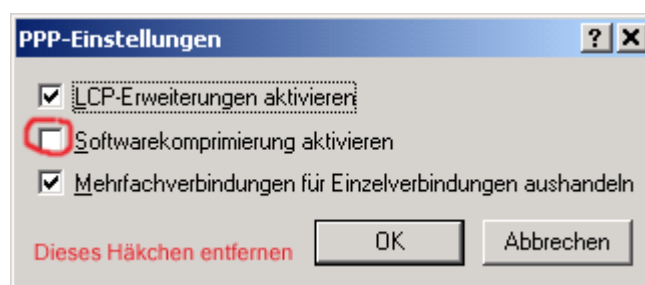 PPP-Einstellungen
LCP-Erweiterungen aktivieren
Softwarekomprimierung aktivieren
Mehrfachverbindungen für Einzelverbindungen aushandeln
Dieses Häkchen entfernen OK Abbrechen